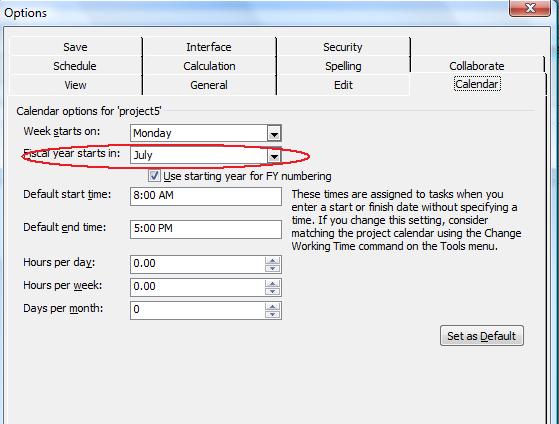 Options
Save Interface Security
Schedule Calculation Spelling Collaborate
View General Edit Calendar
Calendar options for 'project5'
Week starts on: Monday
Fiscal year starts in: July
Use starting year for FY numbering
Default start time: 8:00 AM
Default end time: 5:00 PM
These times are assigned to tasks when you
enter a start or finish date without specifying a
time. If you change this setting, consider
matching the project calendar using the Change
Working Time command on the Tools menu.
Hours per day: 0.00
Hours per week: 0.00
Days per month: 0
Set as Default